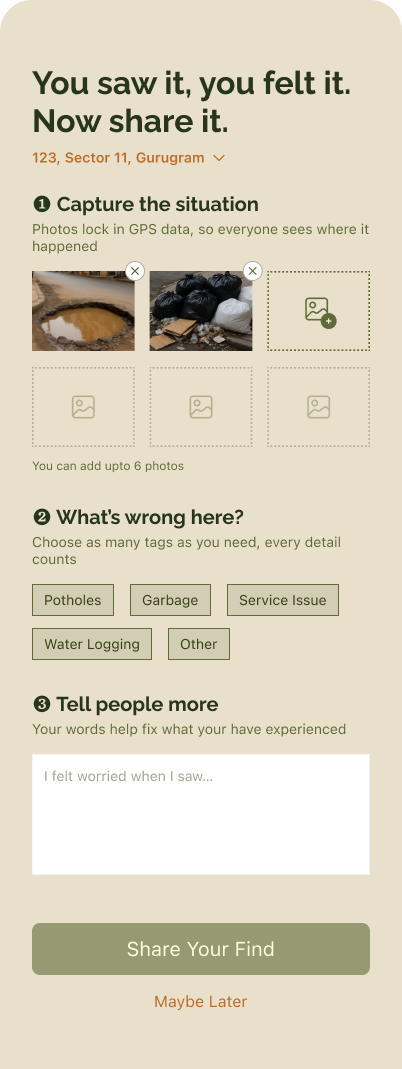 You saw it, you felt it.
Now share it.
123, Sector 11, Gurugram
❶ Capture the situation
Photos lock in GPS data, so everyone sees where it
happened
You can add upto 6 photos
❷ What's wrong here?
Choose as many tags as you need, every detail
counts
Potholes Garbage Service Issue
Water Logging Other
❸ Tell people more
Your words help fix what your have experienced
I felt worried when I saw...
Share Your Find
Maybe Later